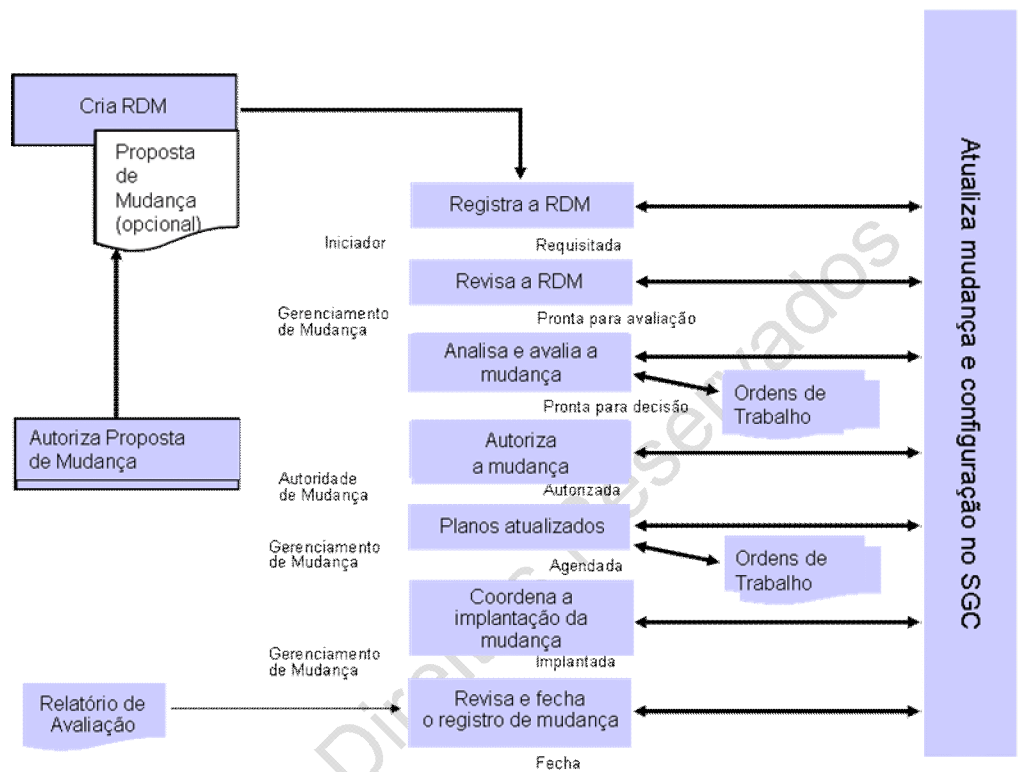 Cria RDM
Proposta
de
Mudança
(opcional)
Registra a RDM
Iniciador
Requisitada
Revisa a RDM
Gerenciamento
de Mudança
Pronta para avaliação
Analisa e avalia a
mudança
Ordens de
Trabalho
Pronta para decisão
Autoriza Proposta
de Mudança
Autoriza
a mudança
Autoridade
de Mudança
Autorizada
Planos atualizados
Gerenciamento
de Mudança
Agendada
Ordens de
Trabalho
Coordena a
implantação da
mudança
Gerenciamento
de Mudança
Implantada
Relatório de
Avaliação
Revisa e fecha
o registro de mudança
Fecha
Atualiza mudança e configuração no SGC
Direitos Reservados